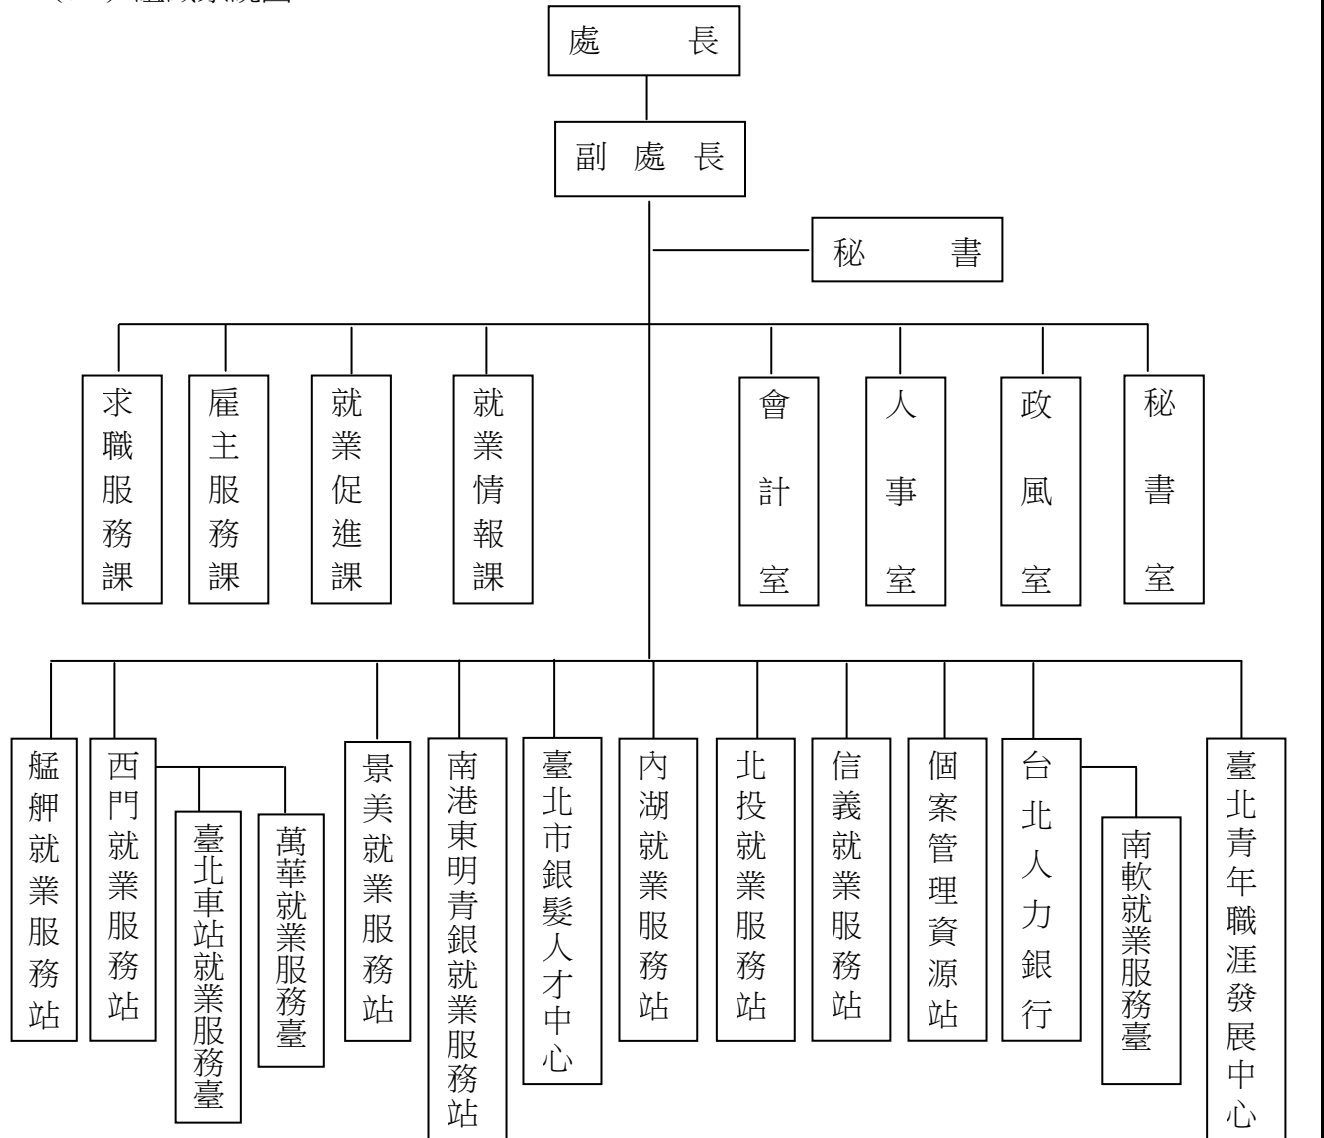 組織系統圖
處長
副處長
秘書
求職服務課
雇主服務課
就業促進課
就業情報課
會計室
人事室
政風室
秘書室
艋舺就業服務站
西門就業服務站
臺北車站就業服務臺
萬華就業服務臺
景美就業服務站
南港東明青銀就業服務站
臺北市銀髮人才中心
內湖就業服務站
北投就業服務站
信義就業服務站
個案管理資源站
台北人力銀行
南軟就業服務臺
臺北青年職涯發展中心